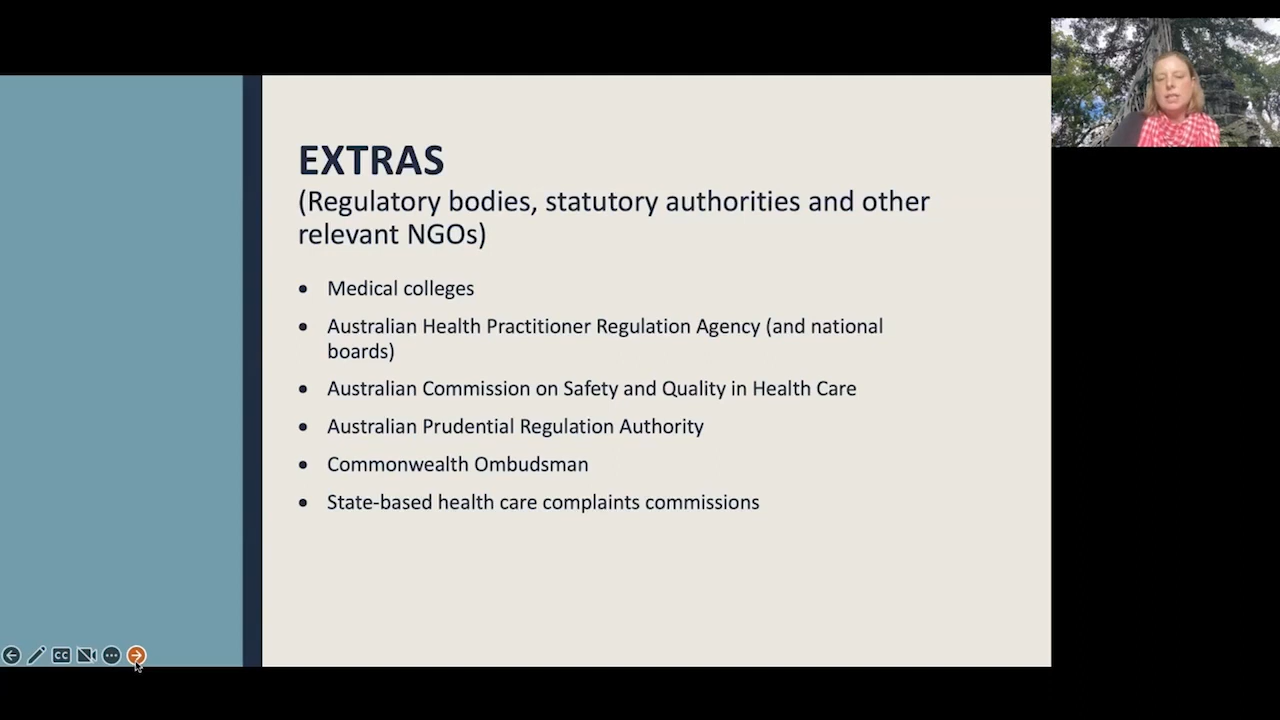 EXTRAS
(Regulatory bodies, statutory authorities and other
relevant NGOs)
• Medical colleges
• Australian Health Practitioner Regulation Agency (and national
boards)
• Australian Commission on Safety and Quality in Health Care
• Australian Prudential Regulation Authority
• Commonwealth Ombudsman
• State-based health care complaints commissions
CC